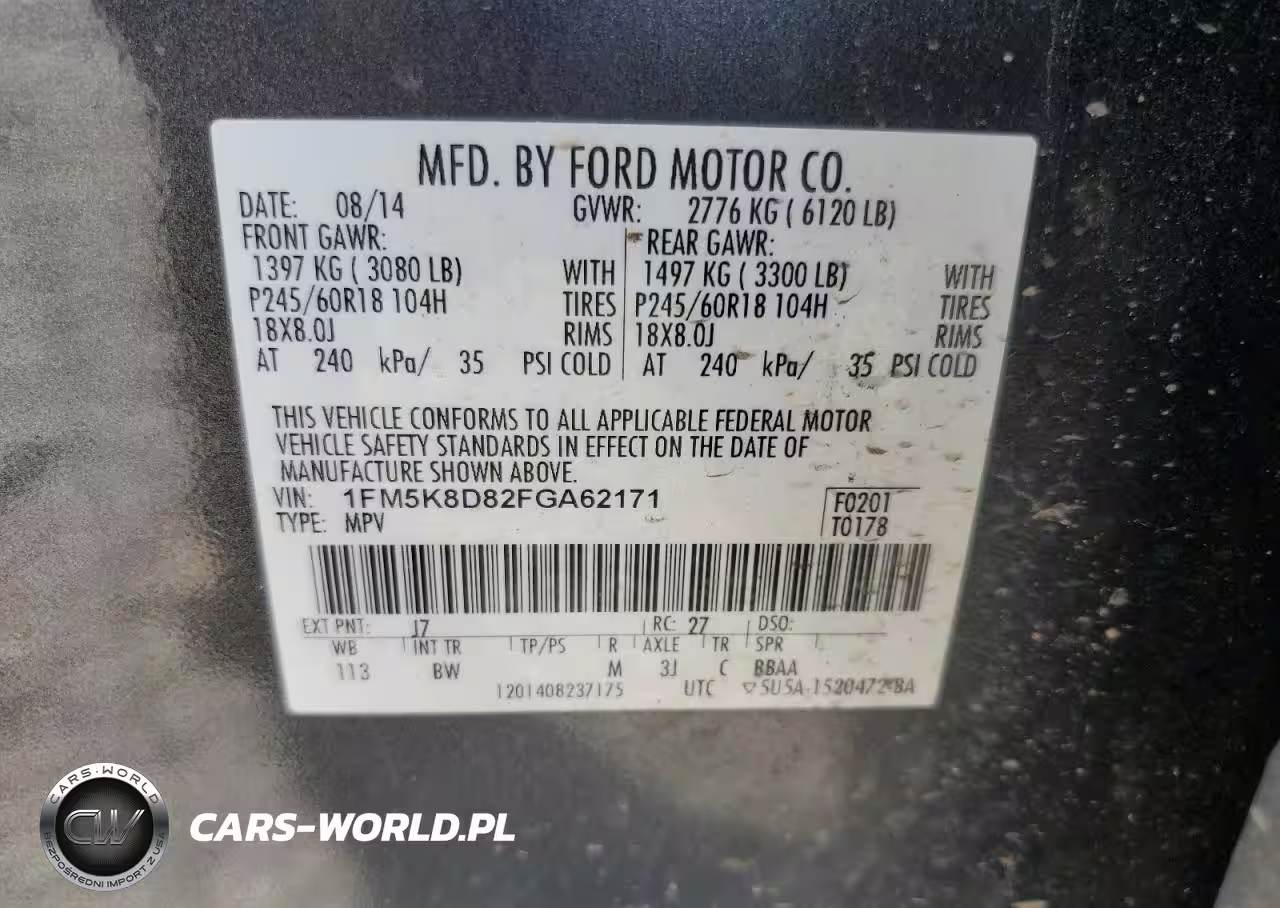 MFD. BY FORD MOTOR CO.
DATE: 08/14 GVWR: 2776 KG ( 6120 LB)
FRONT GAWR: REAR GAWR:
1397 KG ( 3080 LB) WITH 1497 KG ( 3300 LB) WITH
P245/60R18 104H TIRES P245/60R18 104H TIRES
18X8.0J RIMS 18X8.0J RIMS
AT 240 kPa/ 35 PSI COLD AT 240 kPa/ 35 PSI COLD
THIS VEHICLE CONFORMS TO ALL APPLICABLE FEDERAL MOTOR
VEHICLE SAFETY STANDARDS IN EFFECT ON THE DATE OF
MANUFACTURE SHOWN ABOVE.
VIN: 1FM5K8D82FGA62171 F0201
TYPE: MPV T0178
EXT PNT: J7 RC: 27 DSO:
WB INT TR TP/PS R AXLE TR SPR
113 BW M 3J C BBAA
1201408237175 UTC
CARS-WORLD
CW
BEZPOŚREDNI IMPORT Z USA
CARS-WORLD.PL